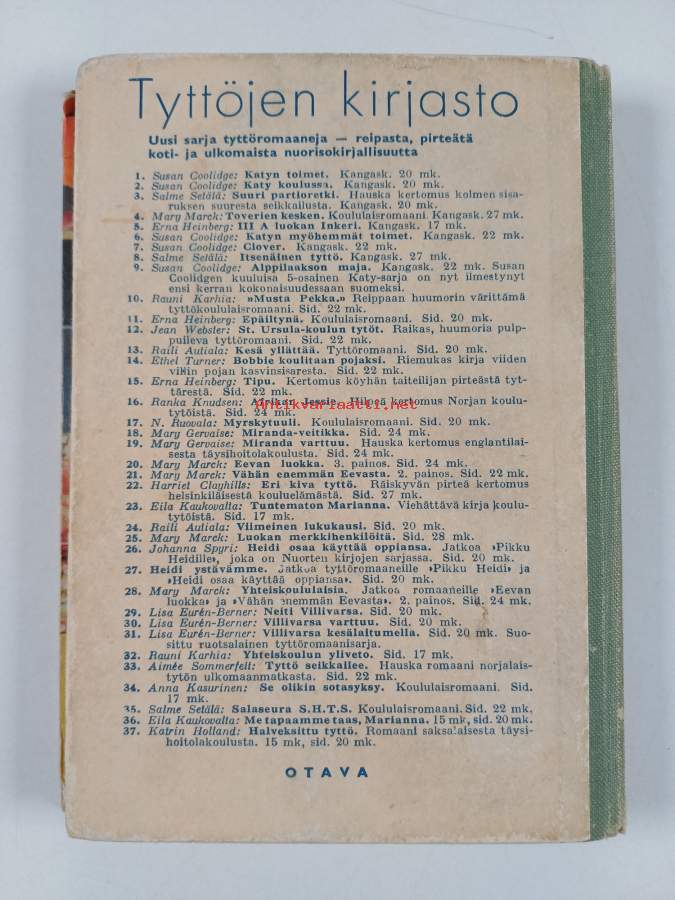 Tyttöjen kirjasto
Uusi sarja tyttöromaaneja — reipasta, pirteätä
koti- ja ulkomaista nuorisokirjallisuutta
1. Susan Coolidge: Katyn toimet. Kangask. 20 mk.
2. Susan Coolidge: Katy koulussa. Kangask. 20 mk.
3. Salme Setälä: Suuri partioretki. Hauska kertomus kolmen sisa-
ruksen suuresta seikkailusta. Kangask. 20 mk.
4. Mary Marck: Toverien kesken. Koululaisromaani. Kangask. 27 mk.
5. Erna Heinberg: III A luokan Inkeri. Kangask. 17 mk.
6. Susan Coolidge: Katyn myöhemmät toimet. Kangask. 22 mk.
7. Susan Coolidge: Clover. Kangask. 22 mk.
8. Salme Setälä: Itsenäinen tyttö. Kangask. 27 mk.
9. Susan Coolidge: Alppilaakson maja. Kangask. 22 mk. Susan
Coolidgen kuuluisa 5-osainen Katy-sarja on nyt ilmestynyt
ensi kerran kokonaisuudessaan suomeksi.
10. Rauni Karhia: »Musta Pekka.» Reippaan huumorin värittämä
tyttökoululaisromaani. Sid. 22 mk.
11. Erna Heinberg: Epäiltynä. Koululaisromaani. Sid. 20 mk.
12. Jean Webster: St. Ursula-koulun tytöt. Raikas, huumoria pulp-
puileva tyttöromaani. Sid. 22 mk.
13. Raili Autiala: Kesä yllättää. Tyttöromaani. Sid. 20 mk.
14. Ethel Turner: Bobbie koulitaan pojaksi. Riemukas kirja viiden
villin pojan kasvinsisaresta. Sid. 22 mk.
15. Erna Heinberg: Tipu. Kertomus köyhän taiteilijan pirteästä tyt-
tärestä. Sid. 22 mk.
16. Ranka Knudsen: Afrikan Jessie. Hilpeä kertomus Norjan koulu-
tytöistä. Sid. 24 mk.
Antikvariaatti.net
17. N. Ruovala: Myrskytuuli. Koululaisromaani. Sid. 20 mk.
18. Mary Gervaise: Miranda-veitikka. Sid. 24 mk.
19. Mary Gervaise: Miranda varttuu. Hauska kertomus englantilai-
sesta täysihoitolakoulusta. Sid. 24 mk.
20. Mary Marck: Eevan luokka. 3. painos. Sid. 24 mk.
21. Mary Marck: Vähän enemmän Eevasta. 2. painos. Sid. 22 mk.
22. Harriet Clayhills: Eri kiva tyttö. Räiskyvän pirteä kertomus
helsinkiläisestä kouluelämästä. Sid. 27 mk.
23. Eila Kaukovalta: Tuntematon Marianna. Viehättävä kirja koulu-
tytöistä. Sid. 17 mk.
24. Raili Autiala: Viimeinen lukukausi. Sid. 20 mk.
25. Mary Marck: Luokan merkkihenkilöitä. Sid. 28 mk.
26. Johanna Spyri: Heidi osaa käyttää oppiansa. Jatkoa »Pikku
Heidille», joka on Nuorten kirjojen sarjassa. Sid. 20 mk.
27. Heidi ystävämme. Jatkoa tyttöromaaneille »Pikku Heidi» ja
»Heidi osaa käyttää oppiansa». Sid. 20 mk.
28. Mary Marck: Yhteiskoululaisia. Jatkoa romaaneille »Eevan
luokka» ja »Vähän enemmän Eevasta». 2. painos. Sid. 24 mk.
29. Lisa Eurén-Berner: Neiti Villivarsa. Sid. 20 mk.
30. Lisa Eurén-Berner: Villivarsa varttuu. Sid. 20 mk.
31. Lisa Eurén-Berner: Villivarsa kesälaitumella. Sid. 20 mk. Suo-
sittu ruotsalainen tyttöromaanisarja.
32. Rauni Karhia: Yhteiskoulun yliveto. Sid. 17 mk.
33. Aimée Sommerfelt: Tyttö seikkailee. Hauska romaani norjalais-
tytön ulkomaanmatkasta. Sid. 22 mk.
34. Anna Kasurinen: Se olikin sotasyksy. Koululaisromaani. Sid.
17 mk.
35. Salme Setälä: Salaseura S.H.T.S. Koululaisromaani. Sid. 22 mk.
36. Eila Kaukovalta: Me tapaamme taas, Marianna. 15 mk, sid. 20 mk.
37. Katrin Holland: Halveksittu tyttö. Romaani saksalaisesta täysi-
hoitolakoulusta. 15 mk, sid. 20 mk.
OTAVA